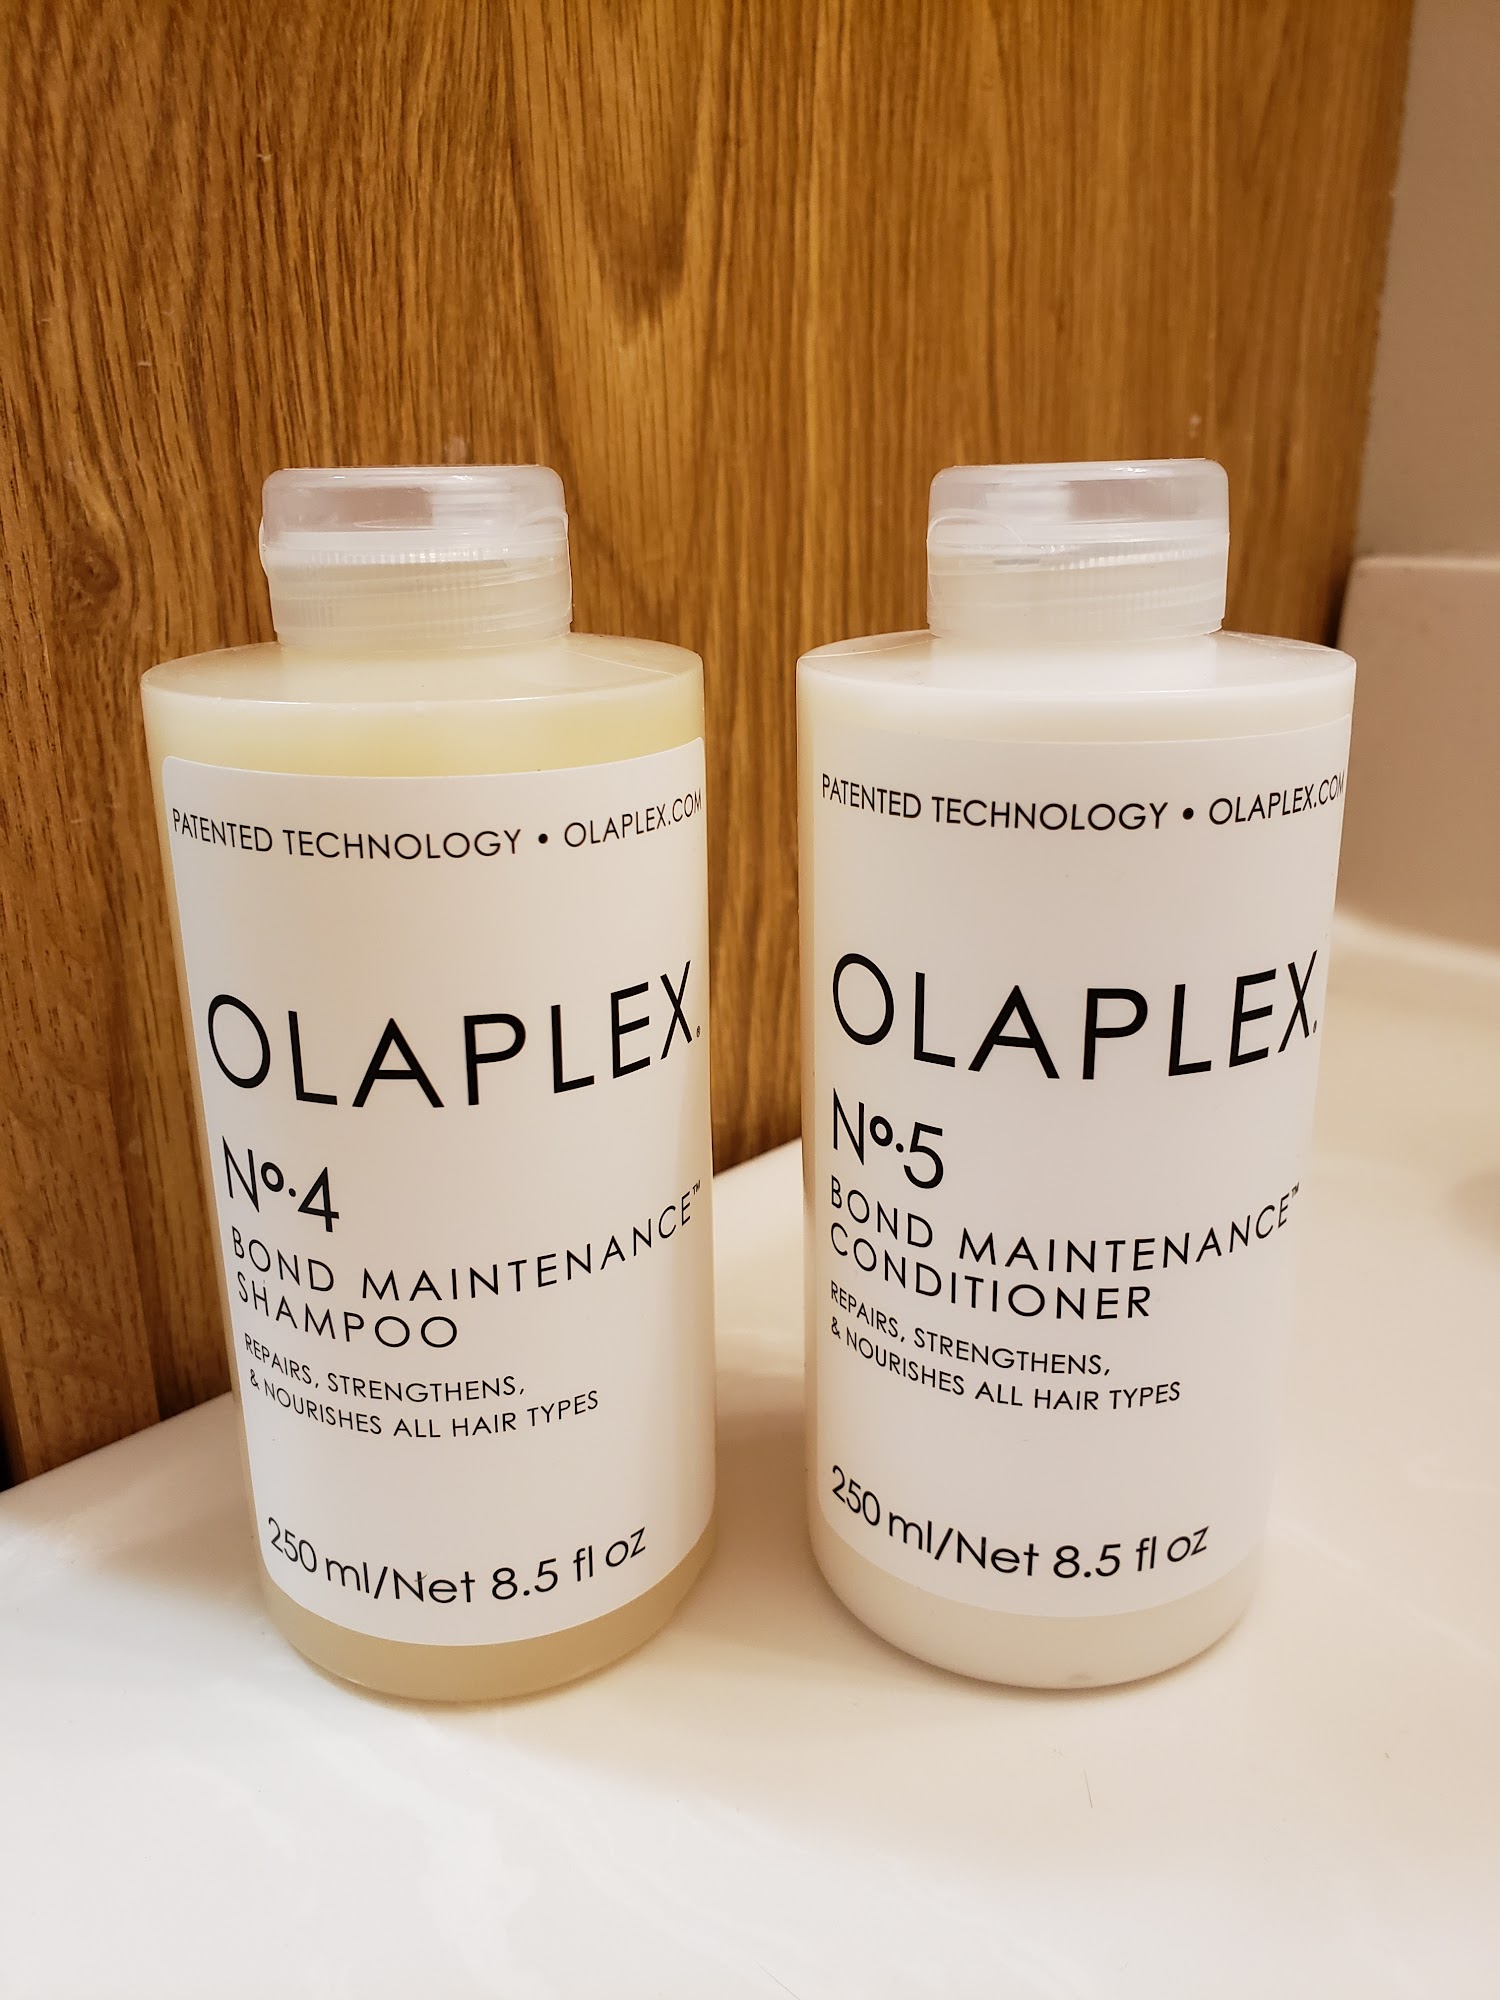 PATENTED TECHNOLOGY • OLAPLEX.COM
OLAPLEX®
Nº.4
BOND MAINTENANCE™
SHAMPOO
REPAIRS, STRENGTHENS,
& NOURISHES ALL HAIR TYPES
250 ml/Net 8.5 fl oz
PATENTED TECHNOLOGY • OLAPLEX.COM
OLAPLEX®
Nº.5
BOND MAINTENANCE™
CONDITIONER
REPAIRS, STRENGTHENS,
& NOURISHES ALL HAIR TYPES
250 ml/Net 8.5 fl oz